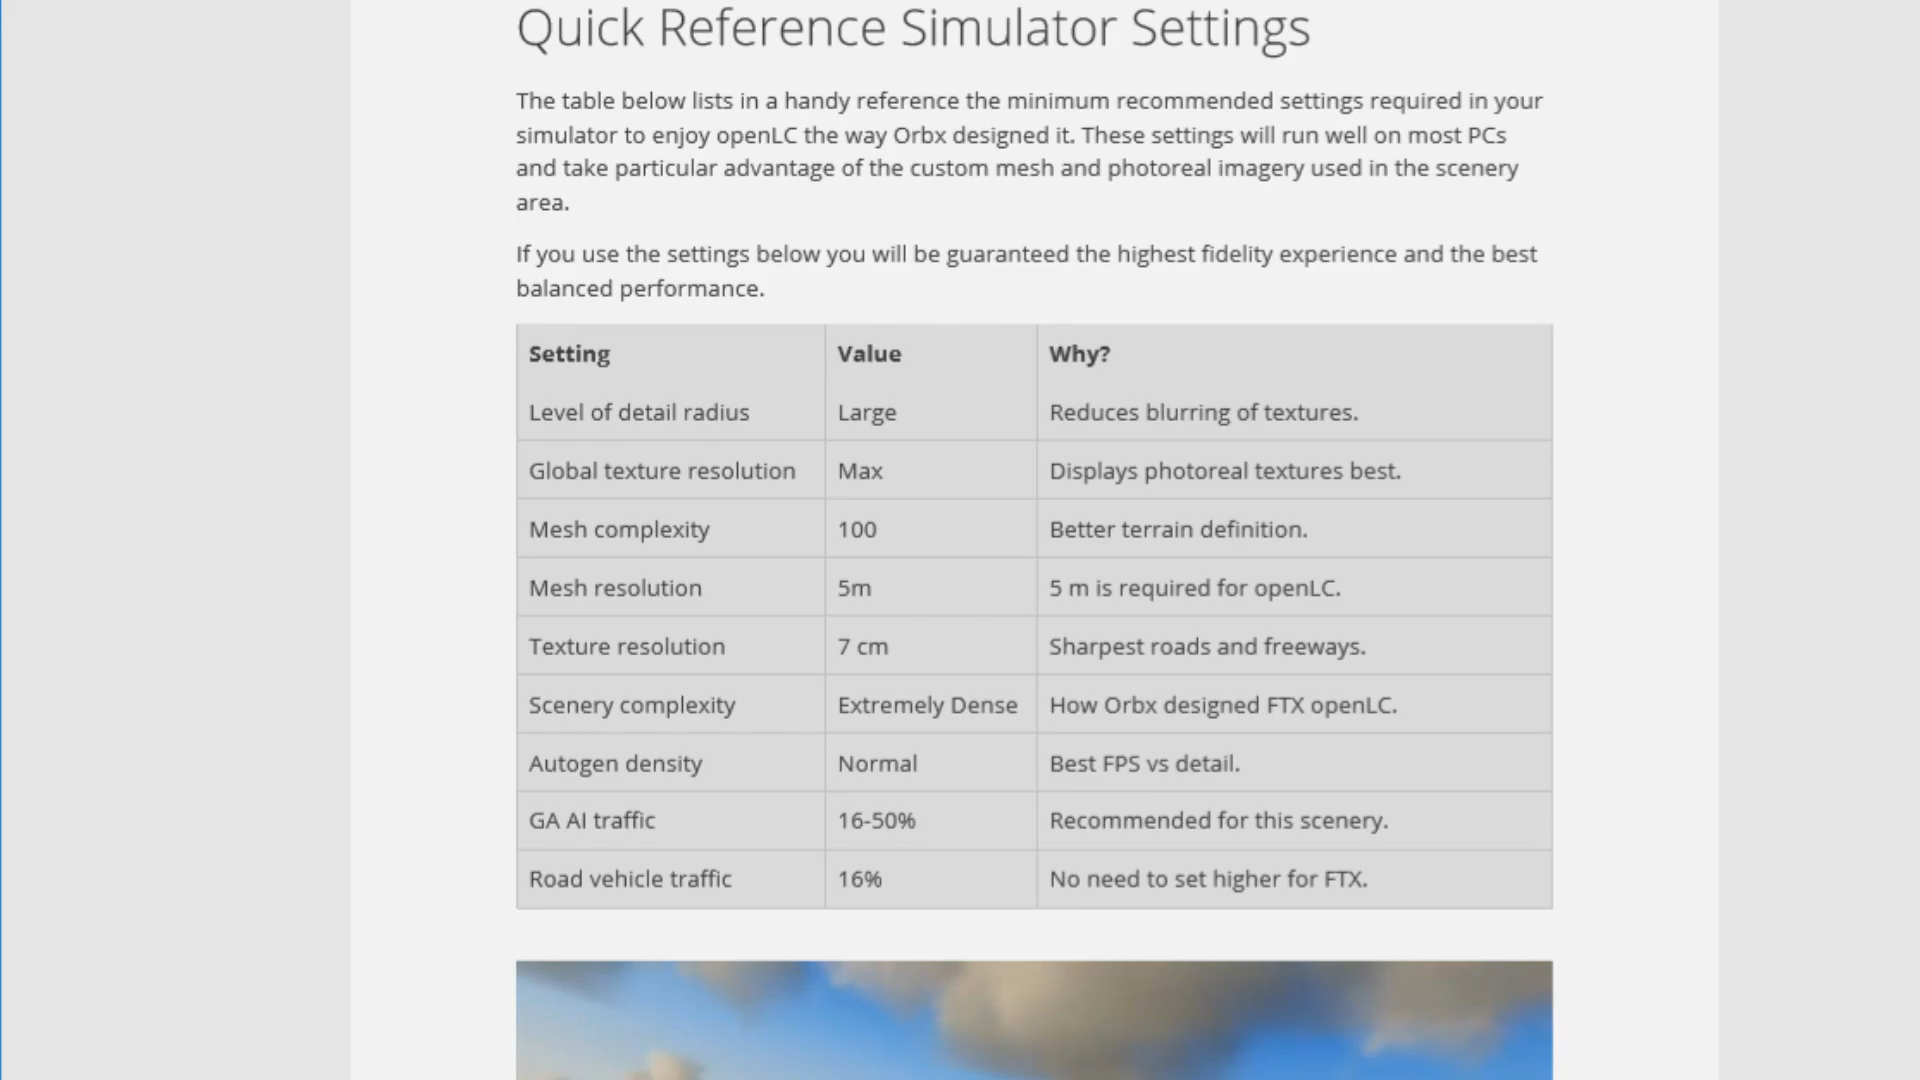 Quick Reference Simulator Settings
The table below lists in a handy reference the minimum recommended settings required in your
simulator to enjoy openLC the way Orbx designed it. These settings will run well on most PCs
and take particular advantage of the custom mesh and photoreal imagery used in the scenery
area.
If you use the settings below you will be guaranteed the highest fidelity experience and the best
balanced performance.
Setting Value Why?
Level of detail radius Large Reduces blurring of textures.
Global texture resolution Max Displays photoreal textures best.
Mesh complexity 100 Better terrain definition.
Mesh resolution 5m 5 m is required for openLC.
Texture resolution 7 cm Sharpest roads and freeways.
Scenery complexity Extremely Dense How Orbx designed FTX openLC.
Autogen density Normal Best FPS vs detail.
GA AI traffic 16-50% Recommended for this scenery.
Road vehicle traffic 16% No need to set higher for FTX.